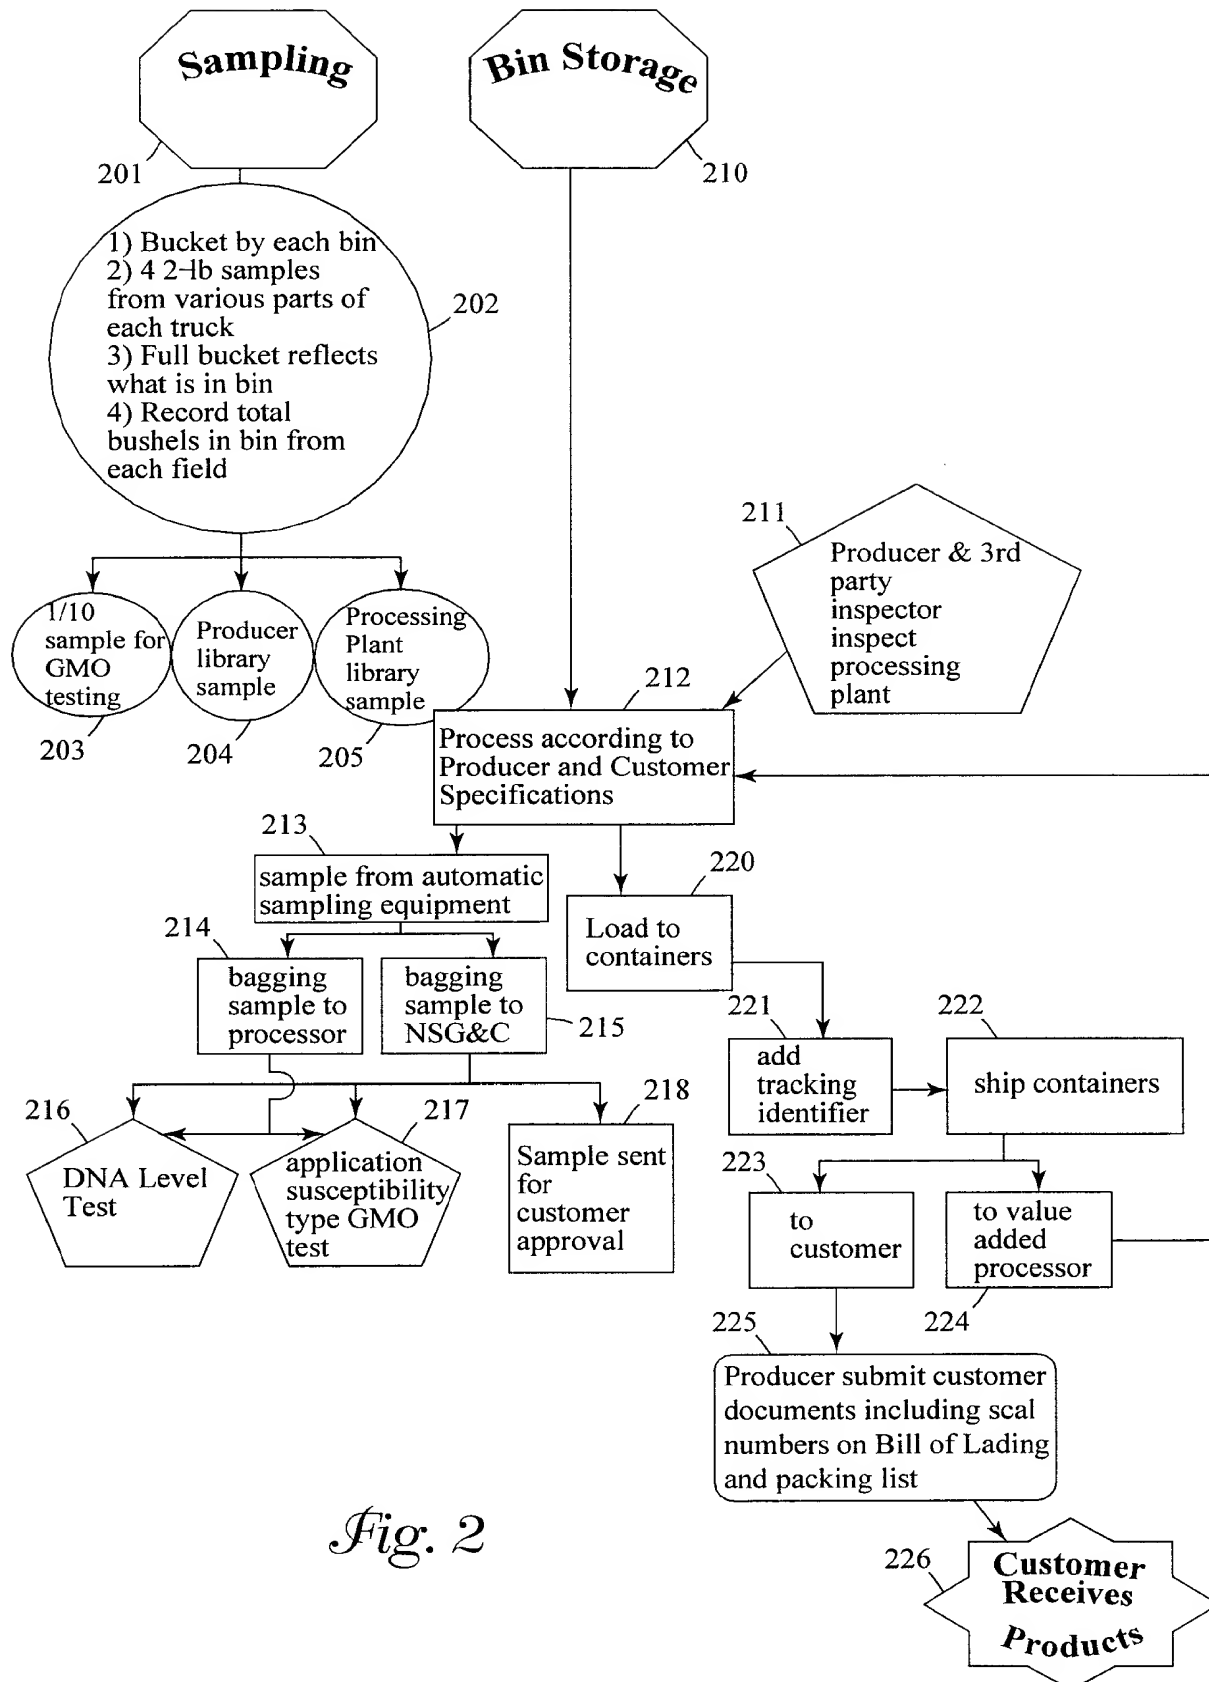 Sampling
201
Bin Storage
210
1) Bucket by each bin
2) 4 2-lb samples
from various parts of
each truck
3) Full bucket reflects
what is in bin
4) Record total
bushels in bin from
each field
202
1/10
sample for
GMO
testing
203
Producer
library
sample
204
Processing
Plant
library
sample
205
211
Producer & 3rd
party
inspector
inspect
processing
plant
212
Process according to
Producer and Customer
Specifications
213
sample from automatic
sampling equipment
214
bagging
sample to
processor
bagging
sample to
NSG&C
215
220
Load to
containers
221
add
tracking
identifier
222
ship containers
216
DNA Level
Test
217
application
susceptibility
type GMO
test
218
Sample sent
for
customer
approval
223
to
customer
to value
added
processor
224
225
Producer submit customer
documents including scal
numbers on Bill of Lading
and packing list
226
Customer
Receives
Products
Fig. 2